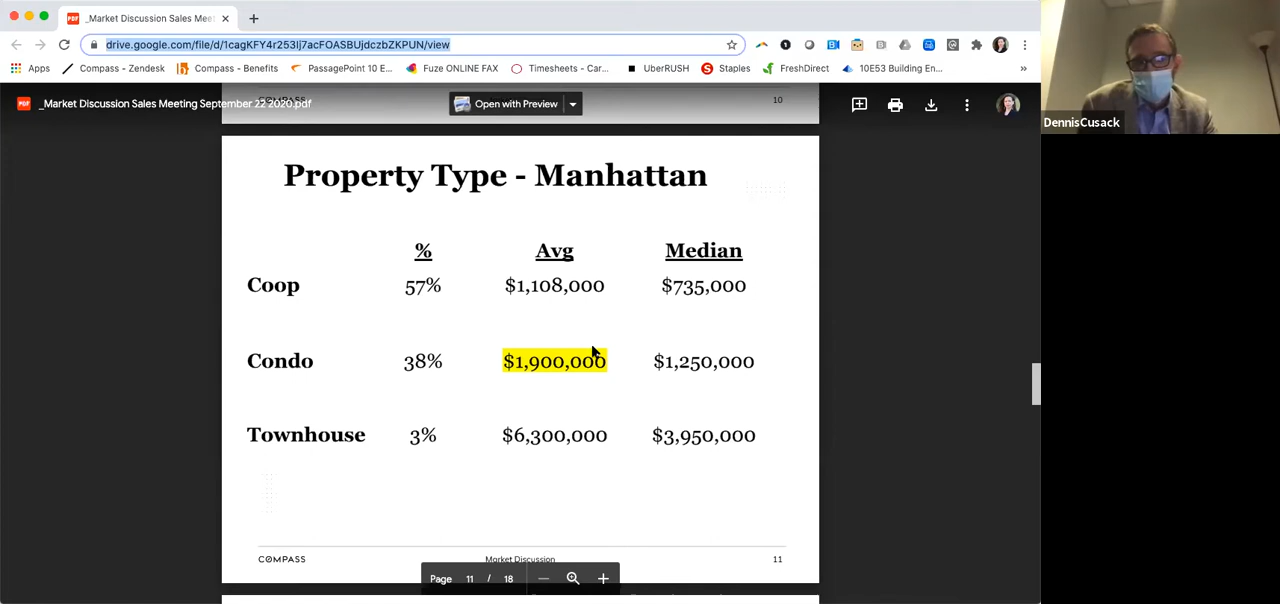 _Market Discussion Sales Mee
drive.google.com/file/d/1cagKFY4r253Ij7acFOASBUjdczbZKPUN/view
Apps
Compass - Zendesk
Compass - Benefits
PassagePoint 10 E...
Fuze ONLINE FAX
Timesheets - Car...
UberRUSH
Staples
FreshDirect
10E53 Building En...
»
_Market Discussion Sales Meeting September 22 2020.pdf
Open with Preview
COMPASS
10
DennisCusack
Property Type - Manhattan
% Avg Median
Coop 57% $1,108,000 $735,000
Condo 38% $1,900,000 $1,250,000
Townhouse 3% $6,300,000 $3,950,000
COMPASS Market Discussion 11
Page 11 / 18